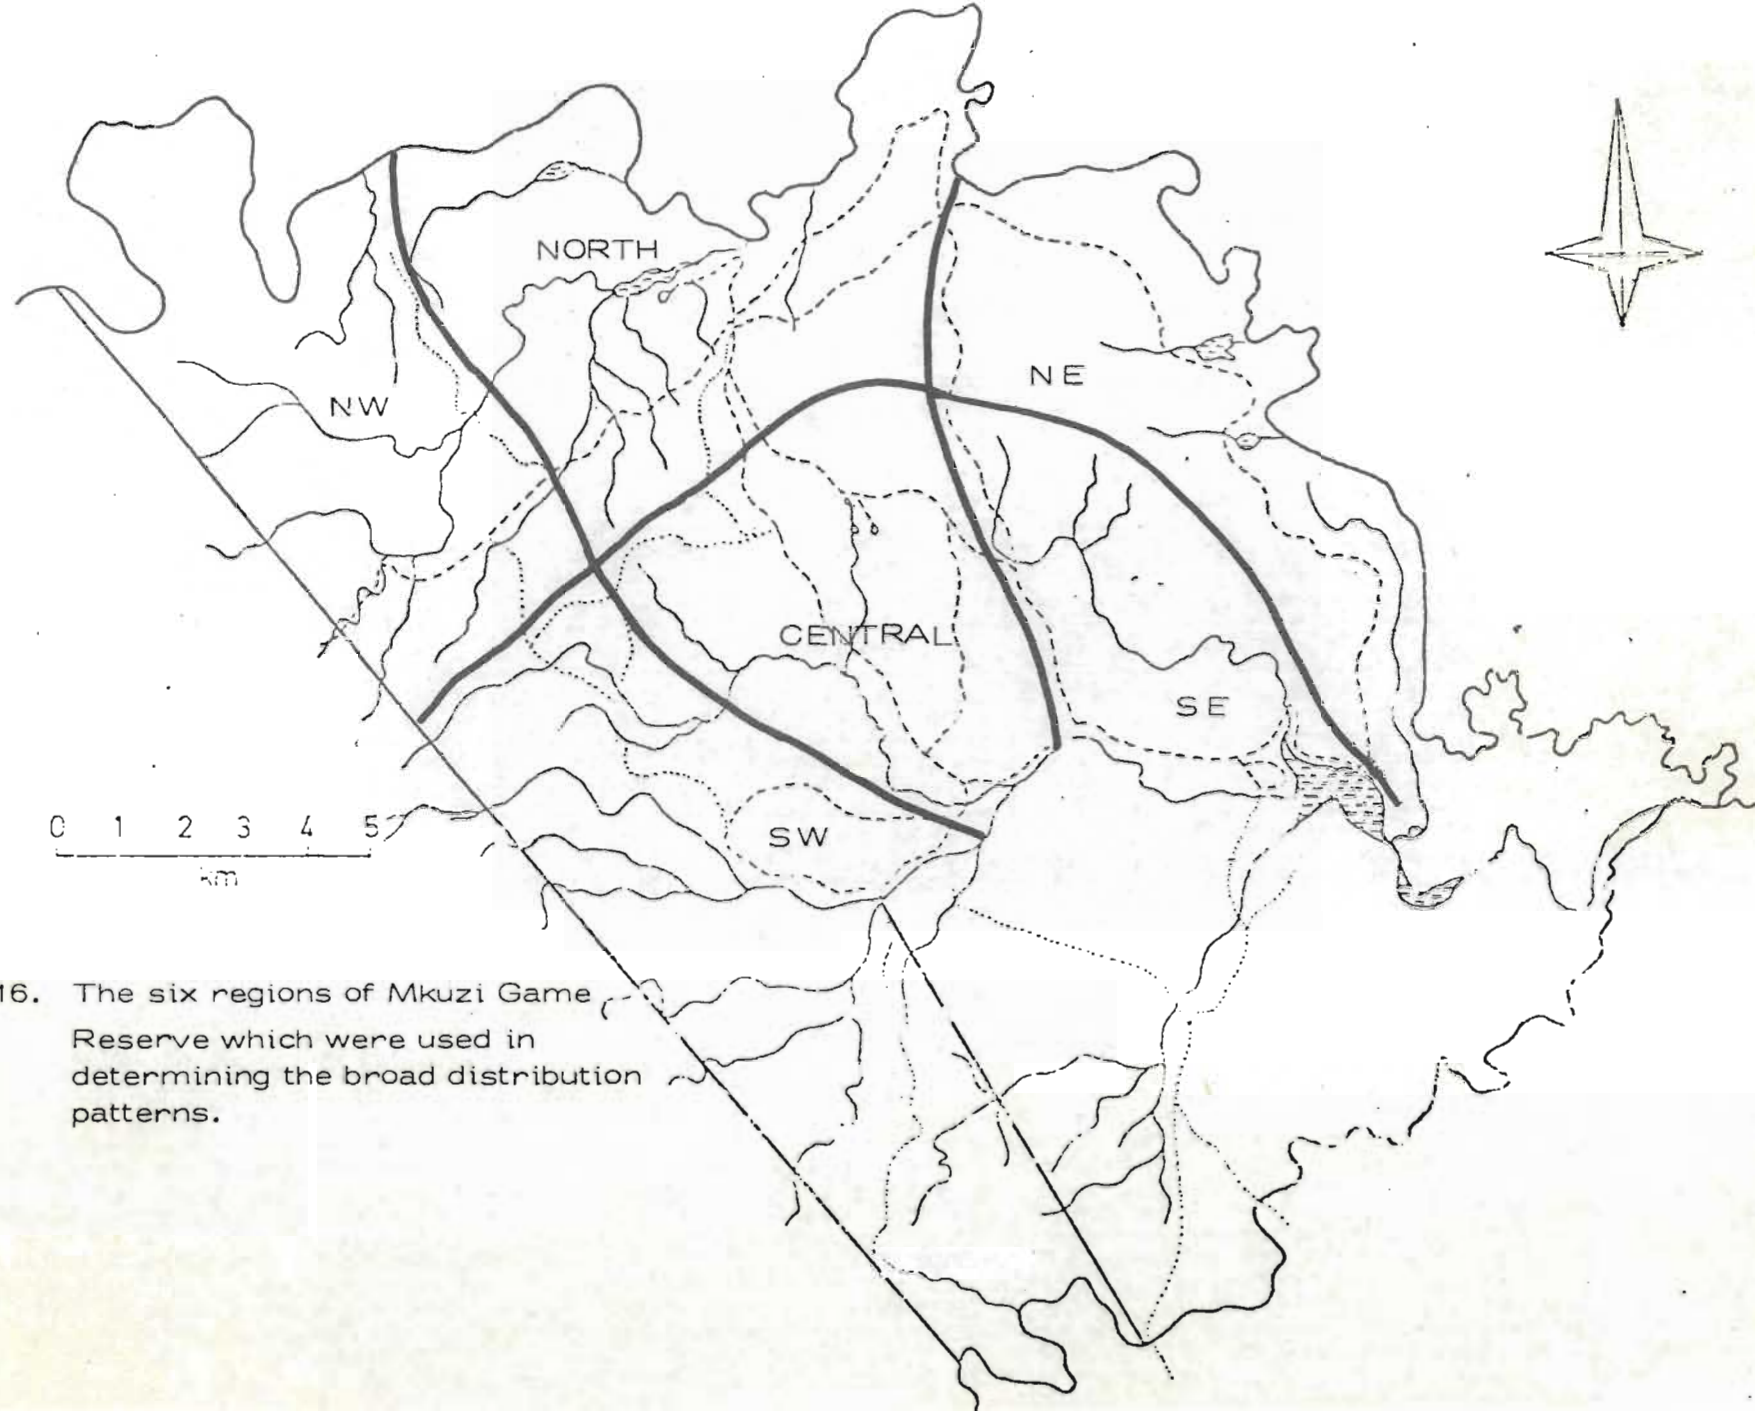 NORTH
NE
NW
CENTRAL
SE
SW
0 1 2 3 4 5
km
16. The six regions of Mkuzi Game
Reserve which were used in
determining the broad distribution
patterns.